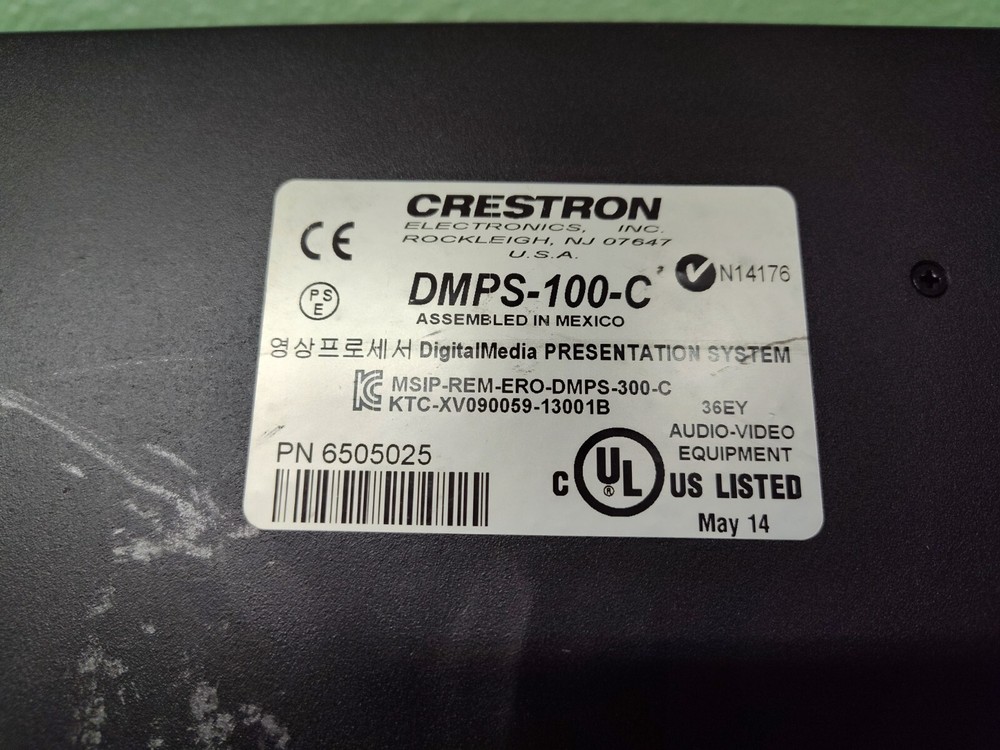 CRESTRON
ELECTRONICS, INC.
ROCKLEIGH, NJ 07647
U.S.A.
CE
N14176
PS
E
DMPS-100-C
ASSEMBLED IN MEXICO
영상프로세서 DigitalMedia PRESENTATION SYSTEM
MSIP-REM-ERO-DMPS-300-C
KTC-XV090059-13001B
36EY
AUDIO-VIDEO
EQUIPMENT
PN 6505025
C UL ® US LISTED
May 14